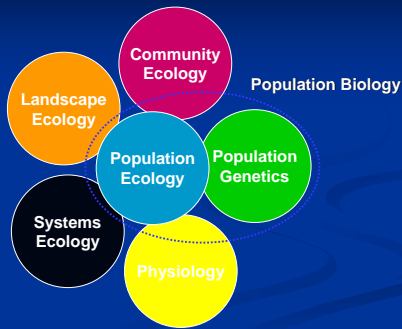 Community
Ecology
Population Biology
Landscape
Ecology
Population
Ecology
Population
Genetics
Systems
Ecology
Physiology